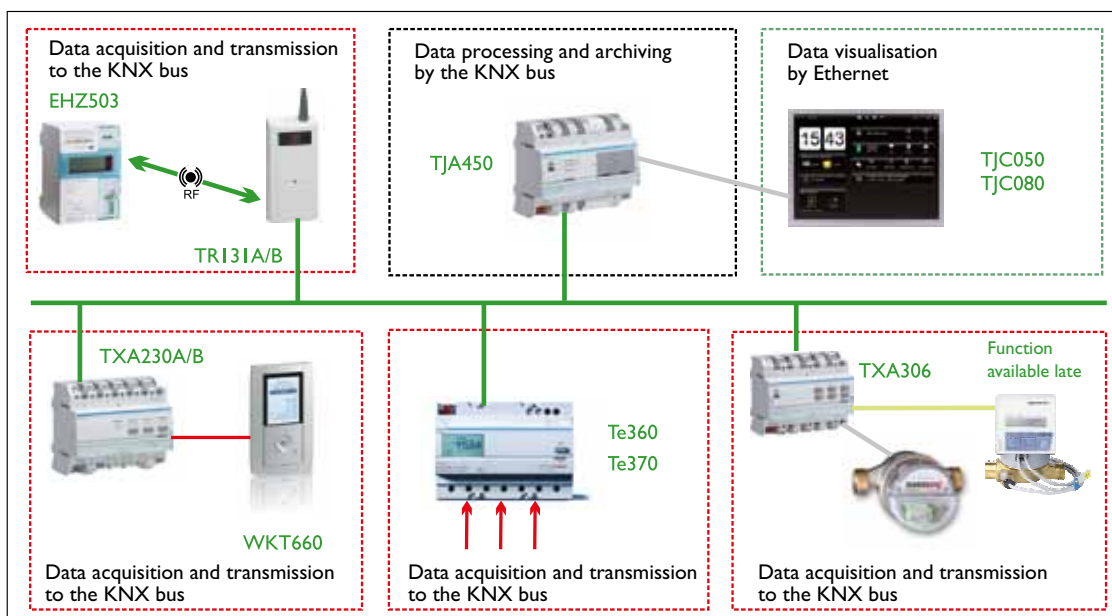 Data acquisition and transmission
to the KNX bus
EHZ503
RF
TR131A/B
Data processing and archiving
by the KNX bus
TJA450
Data visualisation
by Ethernet
15 43
TJC050
TJC080
TXA230A/B
WKT660
Data acquisition and transmission
to the KNX bus
Te360
Te370
Data acquisition and transmission
to the KNX bus
TXA306
Function
available late
Data acquisition and transmission
to the KNX bus